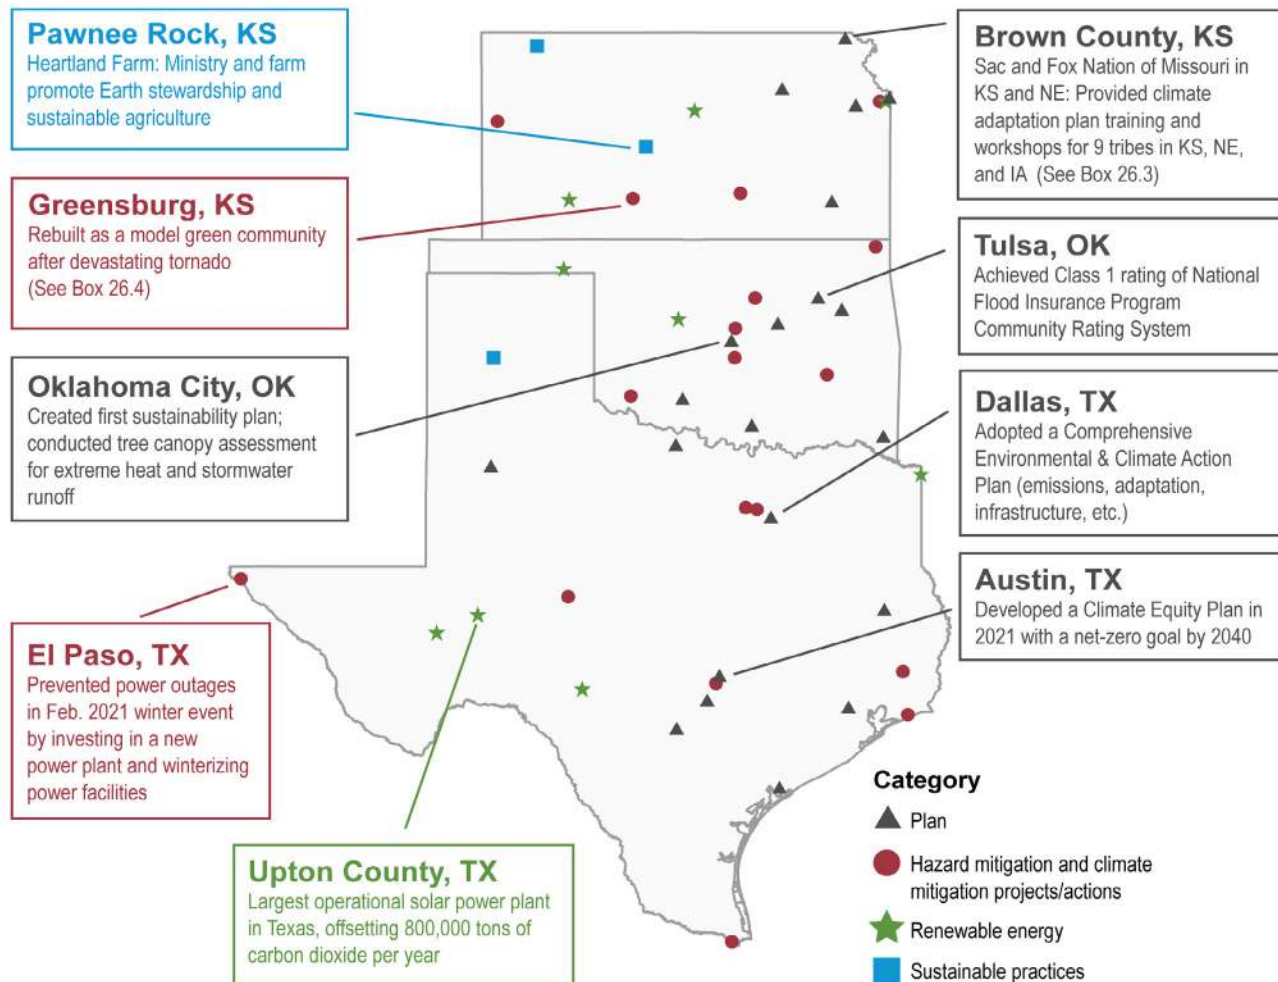 Pawnee Rock, KS
Heartland Farm: Ministry and farm
promote Earth stewardship and
sustainable agriculture
Greensburg, KS
Rebuilt as a model green community
after devastating tornado
(See Box 26.4)
Oklahoma City, OK
Created first sustainability plan;
conducted tree canopy assessment
for extreme heat and stormwater
runoff
El Paso, TX
Prevented power outages
in Feb. 2021 winter event
by investing in a new
power plant and winterizing
power facilities
Upton County, TX
Largest operational solar power plant
in Texas, offsetting 800,000 tons of
carbon dioxide per year
Brown County, KS
Sac and Fox Nation of Missouri in
KS and NE: Provided climate
adaptation plan training and
workshops for 9 tribes in KS, NE,
and IA (See Box 26.3)
Tulsa, OK
Achieved Class 1 rating of National
Flood Insurance Program
Community Rating System
Dallas, TX
Adopted a Comprehensive
Environmental & Climate Action
Plan (emissions, adaptation,
infrastructure, etc.)
Austin, TX
Developed a Climate Equity Plan in
2021 with a net-zero goal by 2040
Category
Plan
Hazard mitigation and climate
mitigation projects/actions
Renewable energy
Sustainable practices